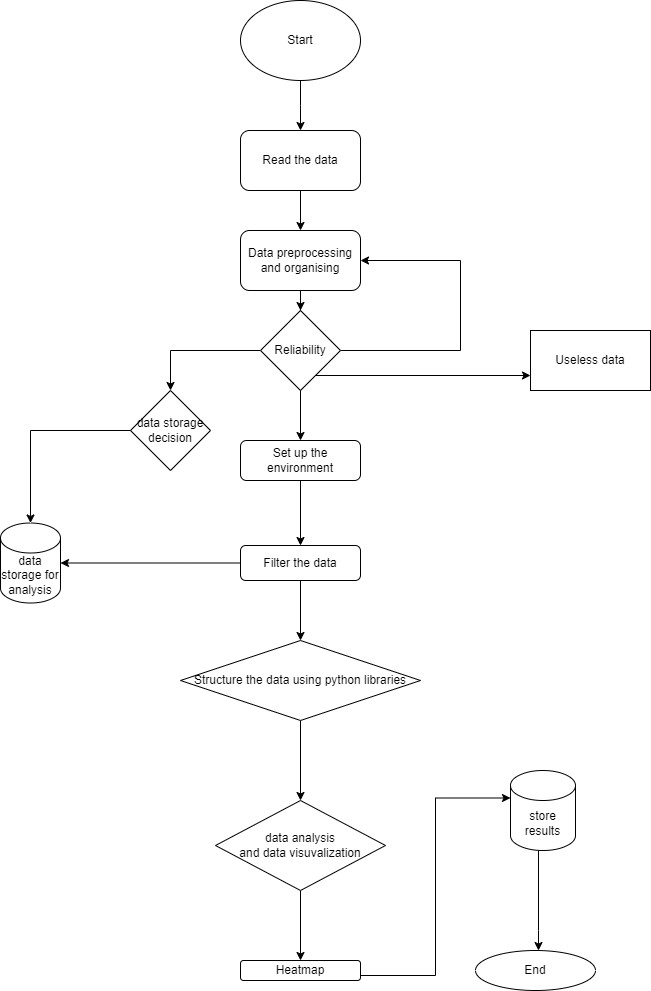 Start
Read the data
Data preprocessing
and organising
Reliability
Useless data
data storage
decision
Set up the
environment
data
storage for
analysis
Filter the data
Structure the data using python libraries
data analysis
and data visuvalization
store
results
Heatmap
End